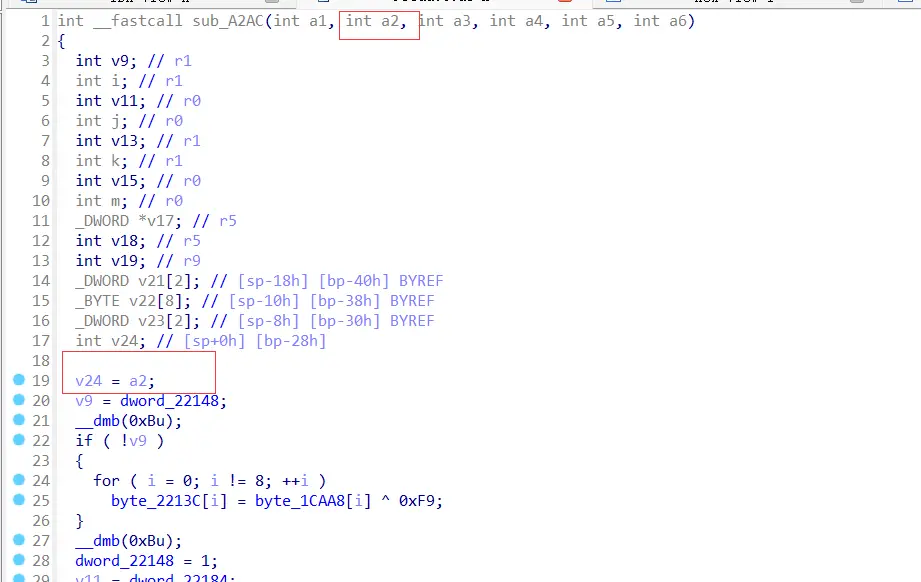 1 int __fastcall sub_A2AC(int a1, int a2, int a3, int a4, int a5, int a6)
2 {
3 int v9; // r1
4 int i; // r1
5 int v11; // r0
6 int j; // r0
7 int v13; // r1
8 int k; // r1
9 int v15; // r0
10 int m; // r0
11 _DWORD *v17; // r5
12 int v18; // r5
13 int v19; // r9
14 _DWORD v21[2]; // [sp-18h] [bp-40h] BYREF
15 _BYTE v22[8]; // [sp-10h] [bp-38h] BYREF
16 _DWORD v23[2]; // [sp-8h] [bp-30h] BYREF
17 int v24; // [sp+0h] [bp-28h]
18
19 v24 = a2;
20 v9 = dword_22148;
21 __dmb(0xBu);
22 if ( !v9 )
23 {
24 for ( i = 0; i != 8; ++i )
25 byte_2213C[i] = byte_1CAA8[i] ^ 0xF9;
26 }
27 __dmb(0xBu);
28 dword_22148 = 1;
29 v11 = dword_22184;